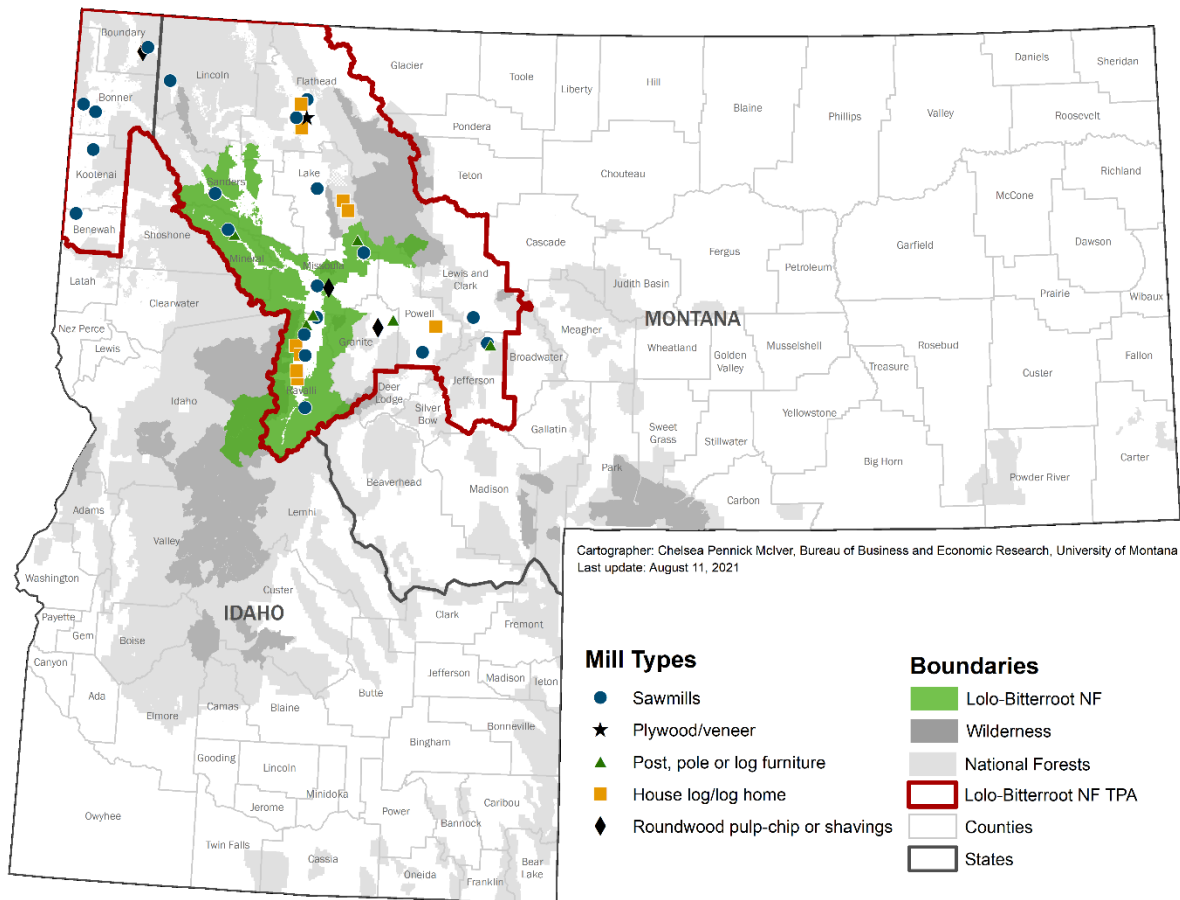 Boundary
Lincoln
Flathead
Glacier
Toole
Liberty
Hill
Blaine
Daniels
Sheridan
Phillips
Valley
Roosevelt
Bonner
Pondera
Kootenai
Sanders
Lake
Teton
Chouteau
Richland
McCone
Benewah
Shoshone
Mineral
Missoula
Cascade
Fergus
Petroleum
Garfield
Dawson
Latah
Clearwater
Lewis and
Clark
Judith Basin
Prairie
Wibaux
Nez Perce
Lewis
Powell
Granite
Meagher
MONTANA
Broadwater
Wheatland
Golden
Valley
Musselshell
Rosebud
Treasure
Custer
Fallon
Idaho
Ravalli
Deer
Lodge
Jefferson
Silver
Bow
Gallatin
Sweet
Grass
Stillwater
Yellowstone
Big Horn
Powder River
Carter
Beaverhead
Madison
Park
Carbon
Adams
Valley
Lemhi
Washington
Custer
IDAHO
Payette
Gem
Boise
Canyon
Ada
Elmore
Camas
Blaine
Butte
Clark
Fremont
Jefferson
Madison
Teton
Bonneville
Bingham
Gooding
Lincoln
Jerome
Minidoka
Power
Bannock
Caribou
Owyhee
Twin Falls
Cassia
Oneida
Franklin
Bear
Lake
Cartographer: Chelsea Pennick McIver, Bureau of Business and Economic Research, University of Montana
Last update: August 11, 2021
Mill Types
Sawmills
Plywood/veneer
Post, pole or log furniture
House log/log home
Roundwood pulp-chip or shavings
Boundaries
Lolo-Bitterroot NF
Wilderness
National Forests
Lolo-Bitterroot NF TPA
Counties
States